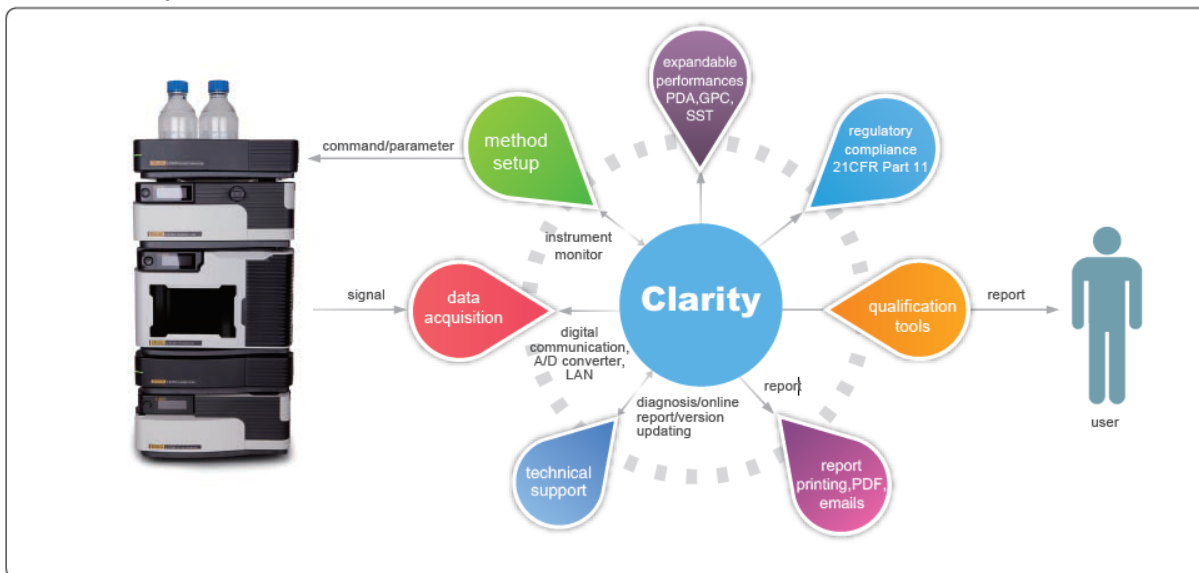 expandable
performances
PDA,GPC,
SST
regulatory
compliance
21CFR Part 11
method
setup
command/parameter
instrument
monitor
signal
data
acquisition
Clarity
qualification
tools
report
user
digital
communication,
A/D converter,
LAN
report
diagnosis/online
report/version
updating
technical
support
report
printing,PDF,
emails